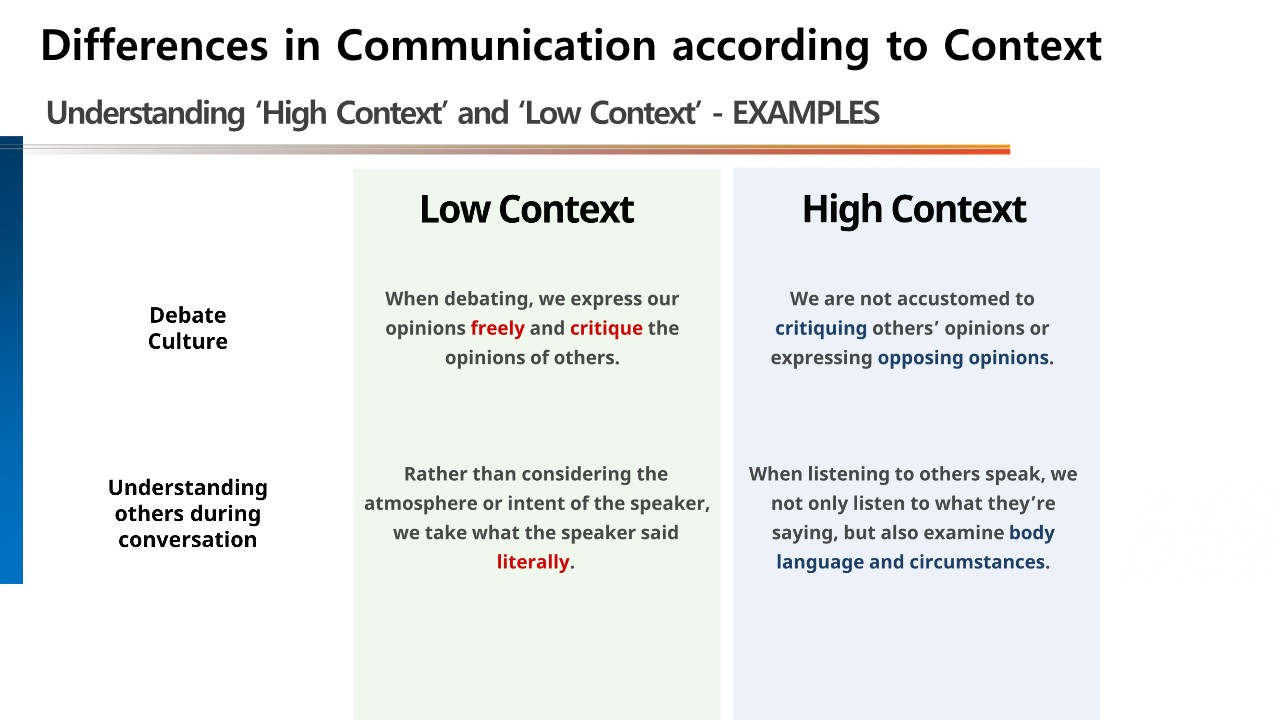 Differences in Communication according to Context
Understanding ‘High Context’ and ‘Low Context’ - EXAMPLES
Low Context
High Context
Debate
Culture
When debating, we express our
opinions freely and critique the
opinions of others.
We are not accustomed to
critiquing others’ opinions or
expressing opposing opinions.
Understanding
others during
conversation
Rather than considering the
atmosphere or intent of the speaker,
we take what the speaker said
literally.
When listening to others speak, we
not only listen to what they’re
saying, but also examine body
language and circumstances.